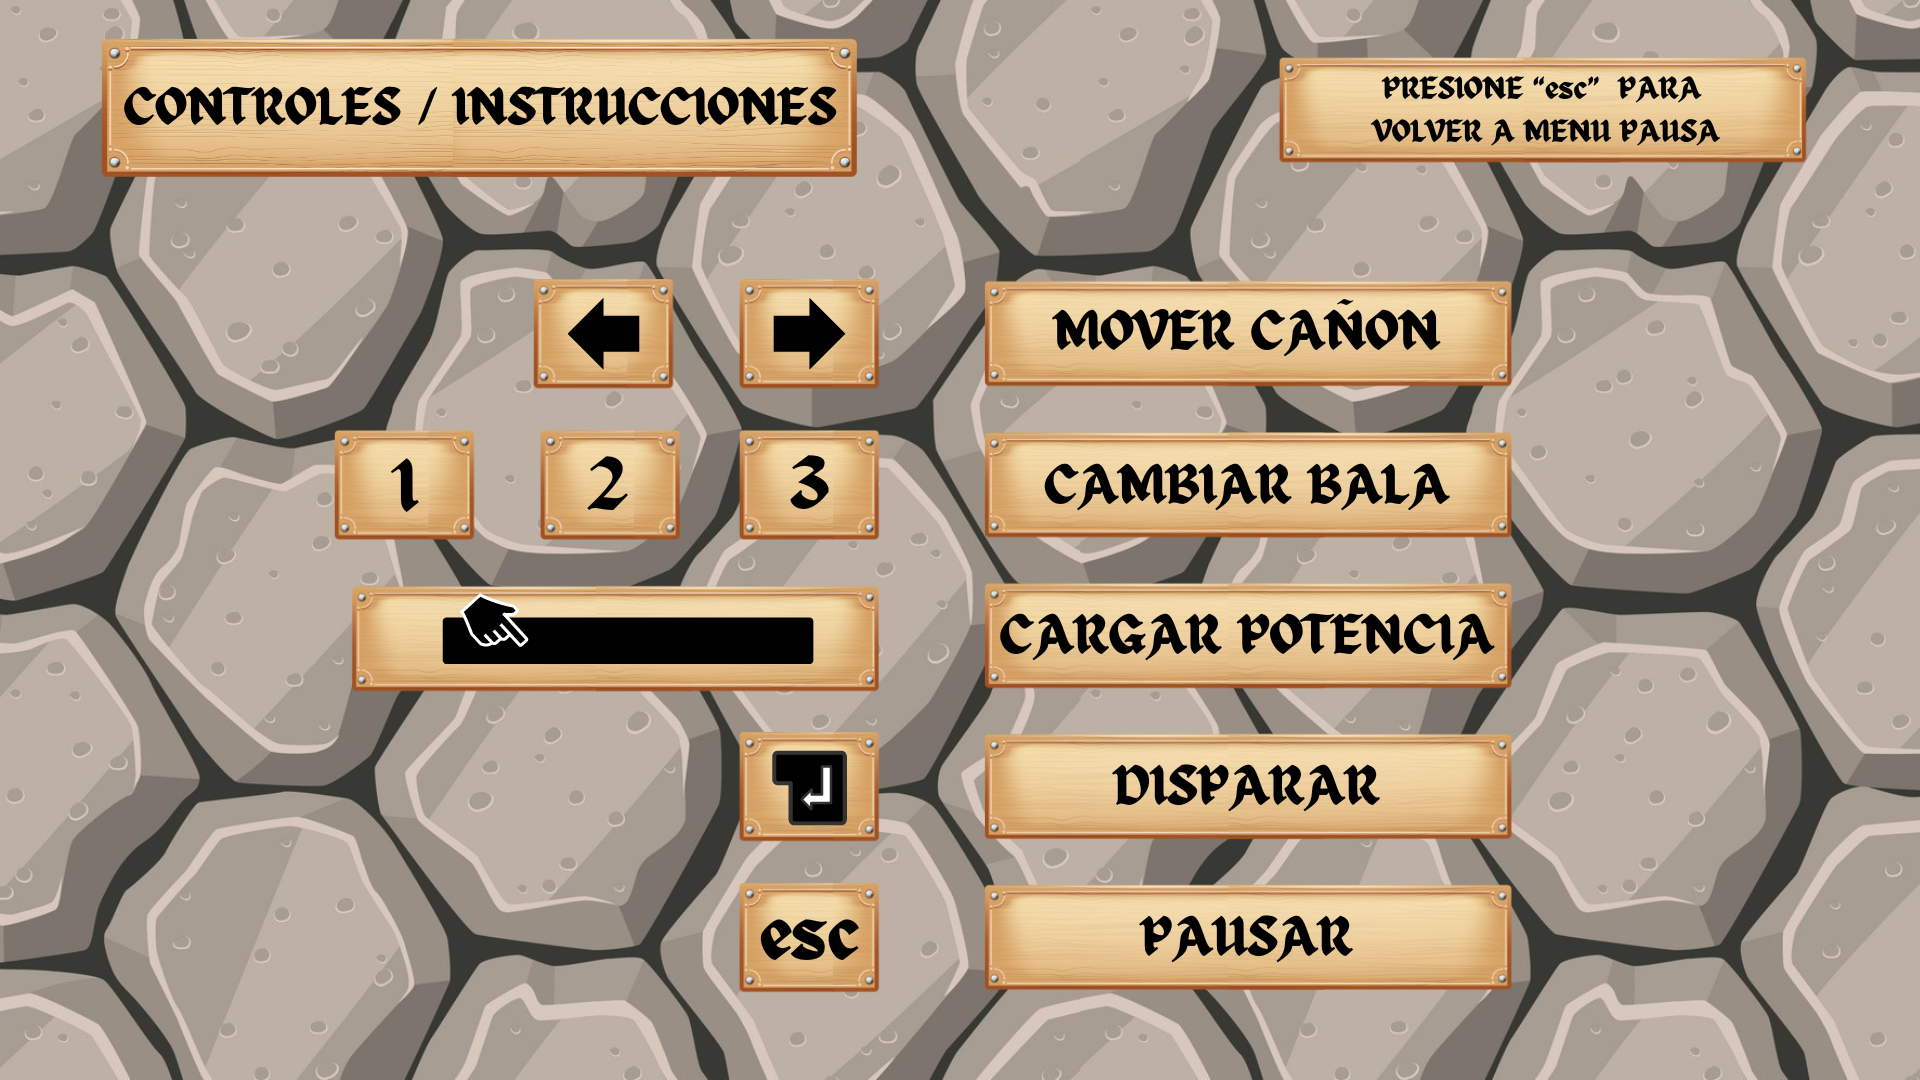 CONTROLES / INSTRUCCIONES
PRESIONE “esc” PARA
VOLVER A MENU PAUSA
MOVER CAÑON
1 2 3 CAMBIAR BALA
CARGAR POTENCIA
DISPARAR
esc PAUSAR